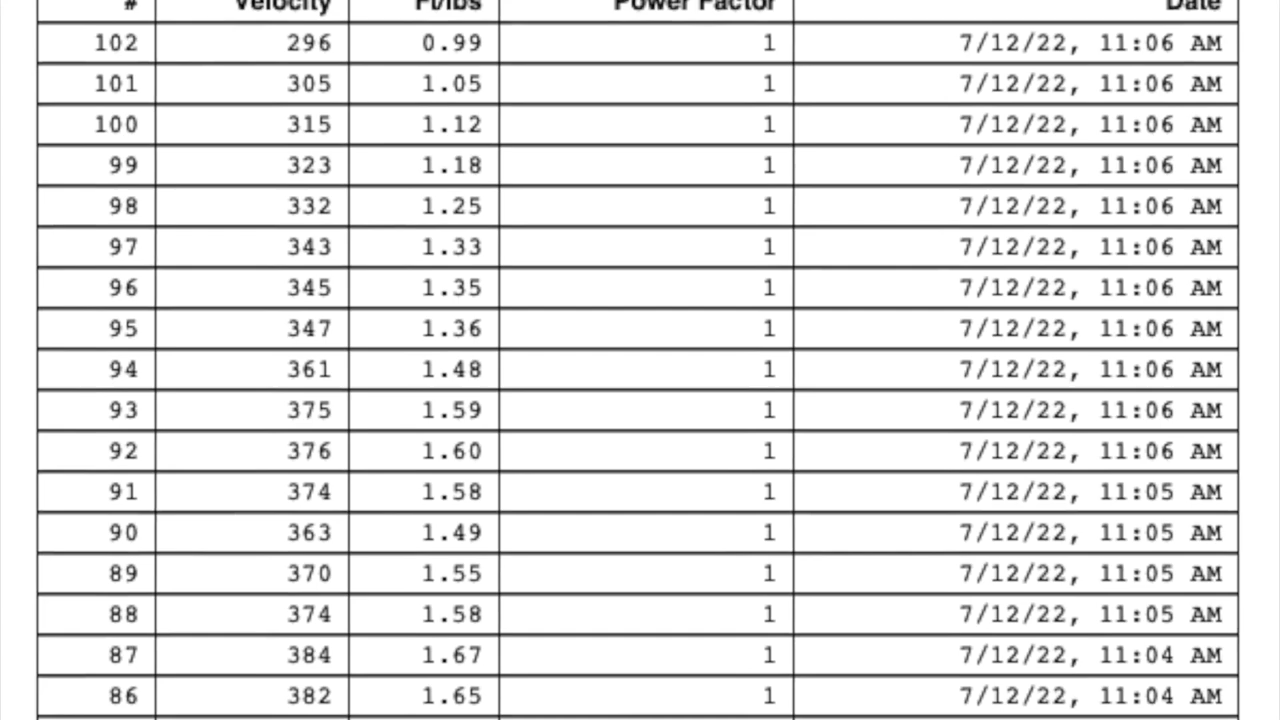 # Velocity Ft/lbs Power Factor Date
102 296 0.99 1 7/12/22, 11:06 AM
101 305 1.05 1 7/12/22, 11:06 AM
100 315 1.12 1 7/12/22, 11:06 AM
99 323 1.18 1 7/12/22, 11:06 AM
98 332 1.25 1 7/12/22, 11:06 AM
97 343 1.33 1 7/12/22, 11:06 AM
96 345 1.35 1 7/12/22, 11:06 AM
95 347 1.36 1 7/12/22, 11:06 AM
94 361 1.48 1 7/12/22, 11:06 AM
93 375 1.59 1 7/12/22, 11:06 AM
92 376 1.60 1 7/12/22, 11:06 AM
91 374 1.58 1 7/12/22, 11:05 AM
90 363 1.49 1 7/12/22, 11:05 AM
89 370 1.55 1 7/12/22, 11:05 AM
88 374 1.58 1 7/12/22, 11:05 AM
87 384 1.67 1 7/12/22, 11:04 AM
86 382 1.65 1 7/12/22, 11:04 AM